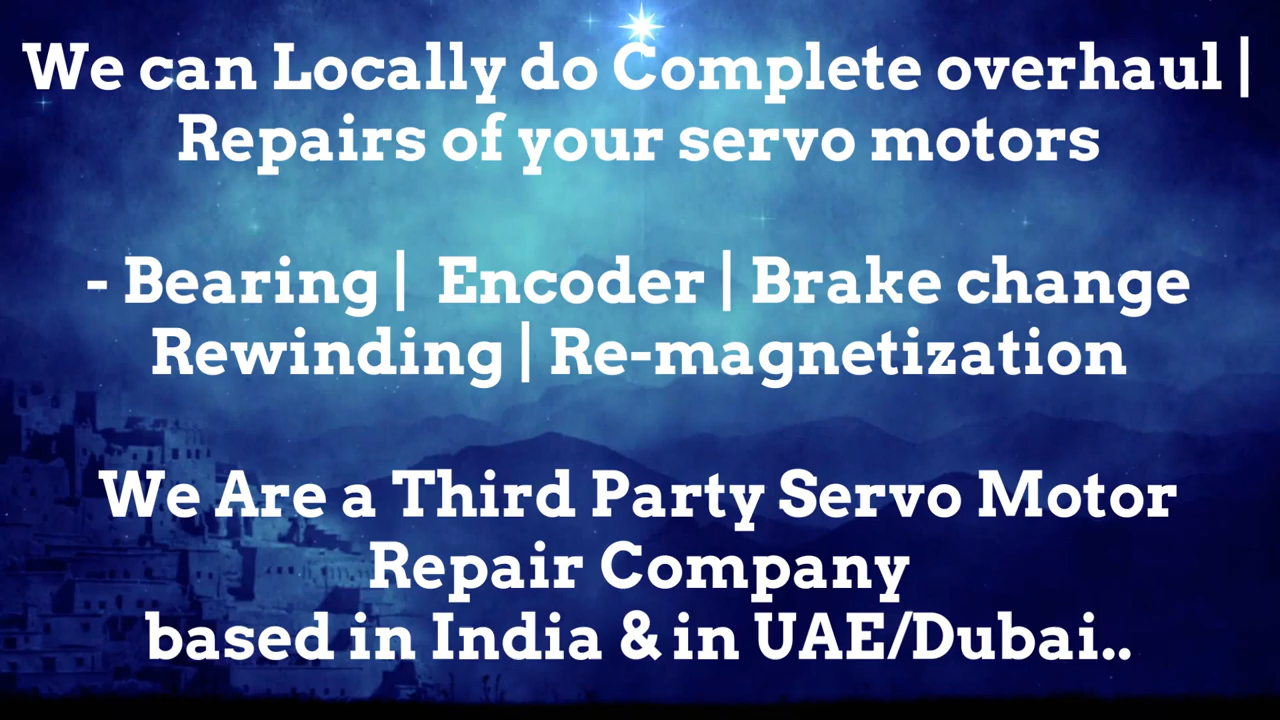 We can Locally do Complete overhaul |
Repairs of your servo motors
- Bearing | Encoder | Brake change
Rewinding | Re-magnetization
We Are a Third Party Servo Motor
Repair Company
based in India & in UAE/Dubai..